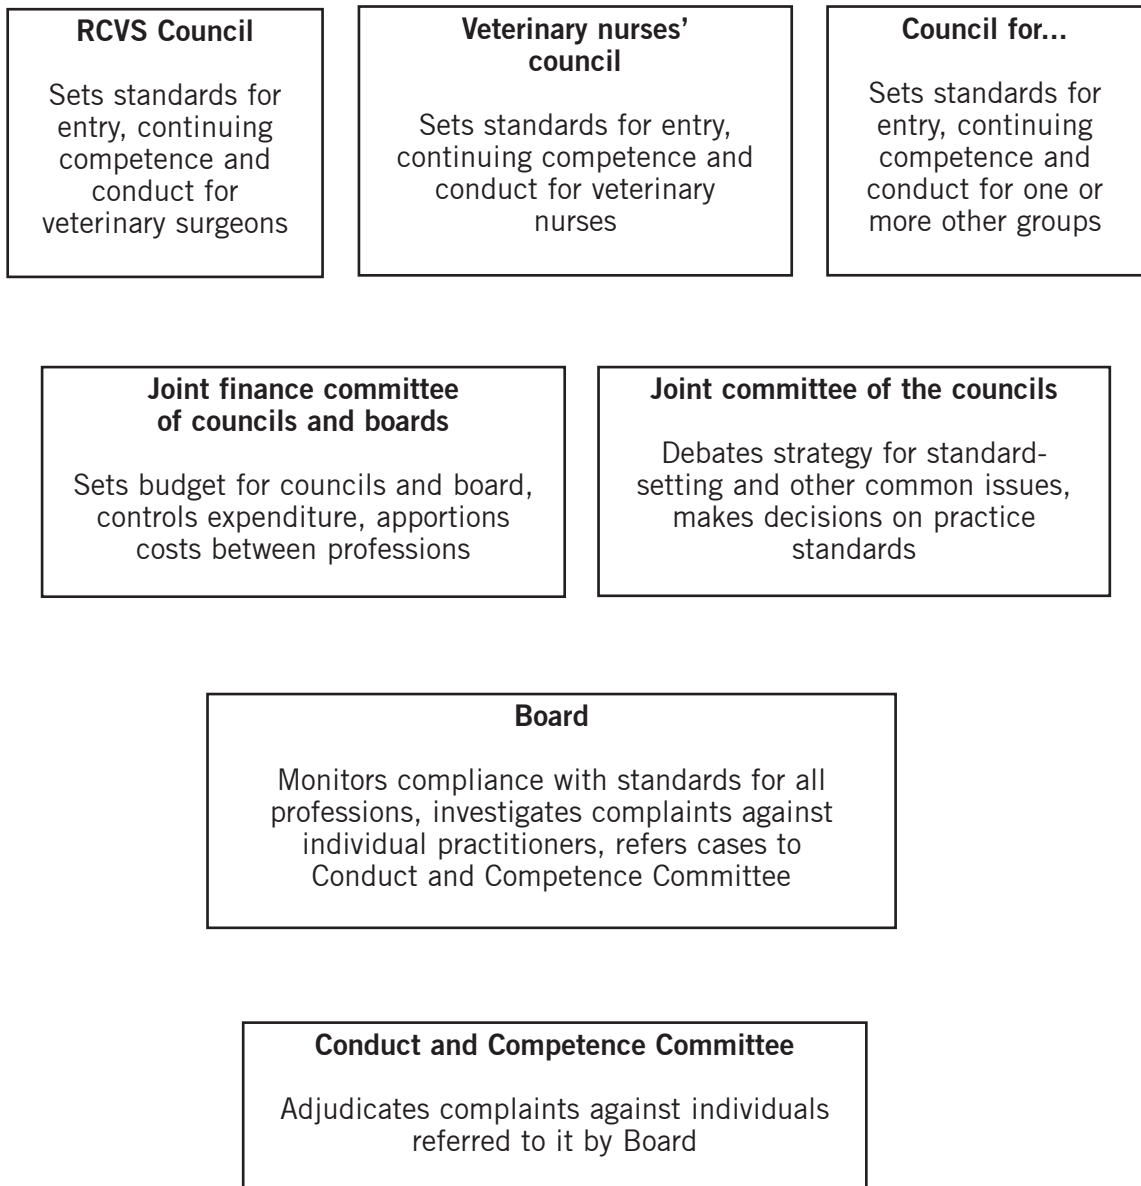 RCVS Council
Sets standards for
entry, continuing
competence and
conduct for
veterinary surgeons
Veterinary nurses’
council
Sets standards for entry,
continuing competence and
conduct for veterinary
nurses
Council for...
Sets standards for
entry, continuing
competence and
conduct for one or
more other groups
Joint finance committee
of councils and boards
Sets budget for councils and board,
controls expenditure, apportions
costs between professions
Joint committee of the councils
Debates strategy for standard-
setting and other common issues,
makes decisions on practice
standards
Board
Monitors compliance with standards for all
professions, investigates complaints against
individual practitioners, refers cases to
Conduct and Competence Committee
Conduct and Competence Committee
Adjudicates complaints against individuals
referred to it by Board